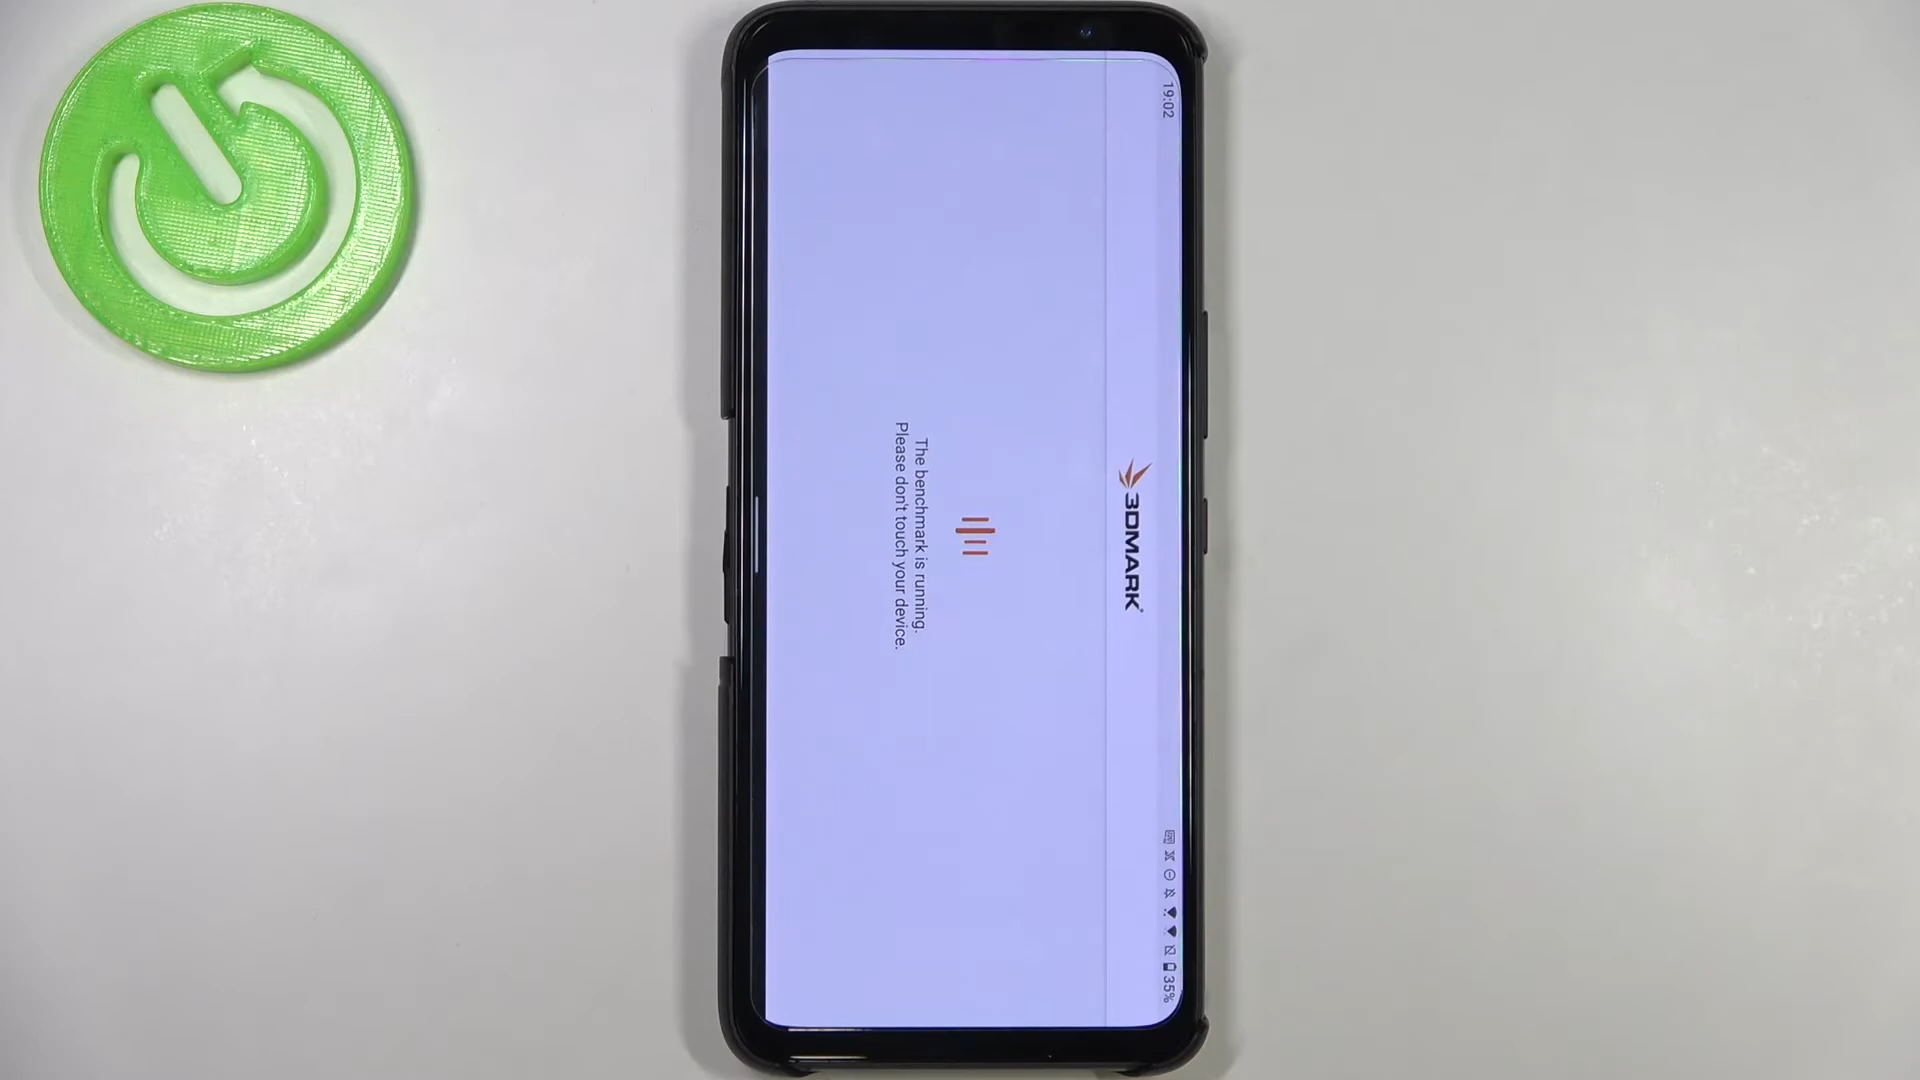 19:02
35%
3DMARK
The benchmark is running.
Please don't touch your device.